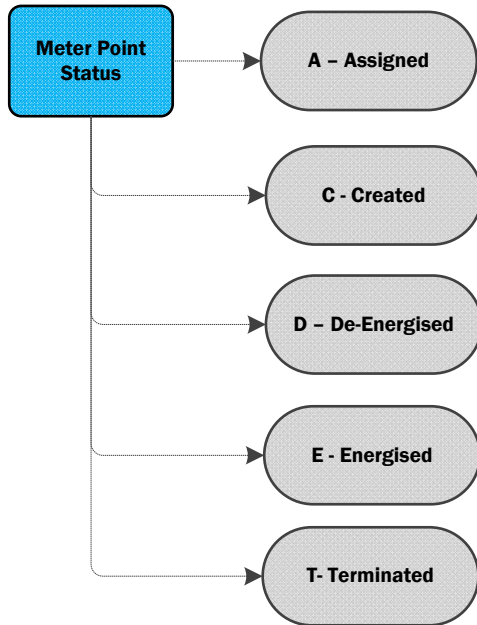 Meter Point
Status
A – Assigned
C - Created
D – De-Energised
E - Energised
T- Terminated